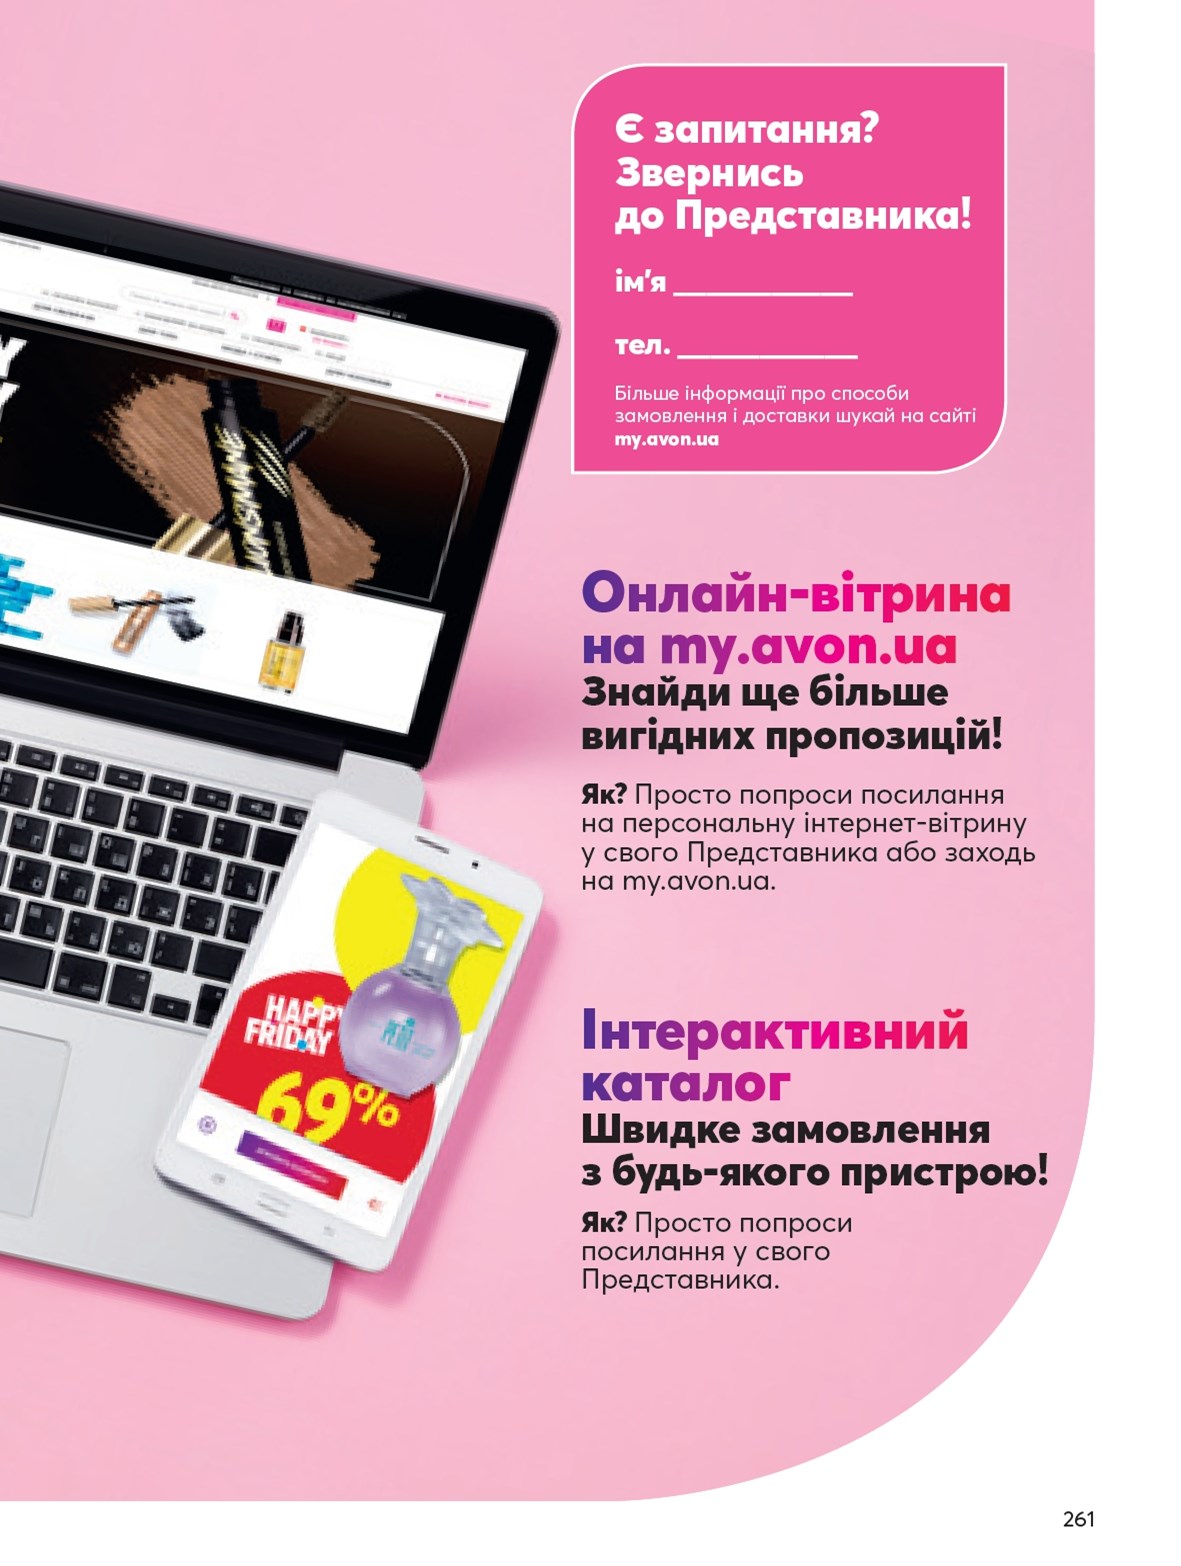 Є запитання?
Звернись
до Представника!
ім'я
тел.
Більше інформації про способи
замовлення і доставки шукай на сайті
my.avon.ua
Онлайн-вітрина
на my.avon.ua
Знайди ще більше
вигідних пропозицій!
Як? Просто попроси посилання
на персональну інтернет-вітрину
у свого Представника або заходь
на my.avon.ua.
HAPPY
FRIDAY
69%
Інтерактивний
каталог
Швидке замовлення
з будь-якого пристрою!
Як? Просто попроси
посилання у свого
Представника.
261